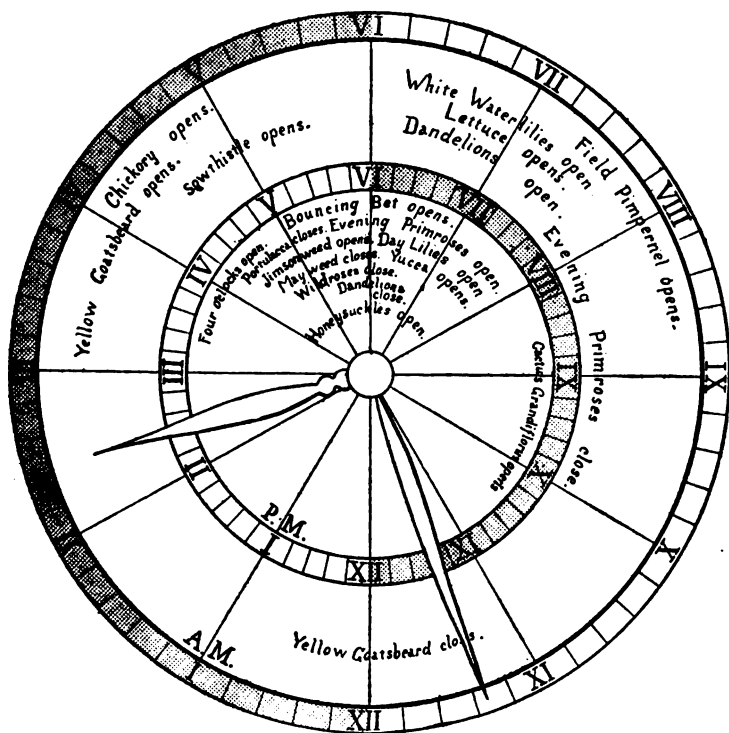 VI
VII
VIII
IX
X
XI
XII
I
V
A.M.
White Waterlilies open
Lettuce opens.
Dandelions open.
Field Pimpernel opens.
Evening Primroses close.
Chickory opens.
Sowthistle opens.
Yellow Goatsbeard opens.
Yellow Goatsbeard closes.
VI
VII
VIII
IX
X
XI
XII
I
II
III
IV
V
P.M.
Bouncing Bet opens.
Evening Primroses open.
Portulacca closes.
Four o'clocks open.
Jimsonweed opens.
Day Lilies open
May weed closes.
Yucca opens.
Wildroses close.
Dandelions
close.
Honeysuckles open.
Cactus Grandiflorus opens